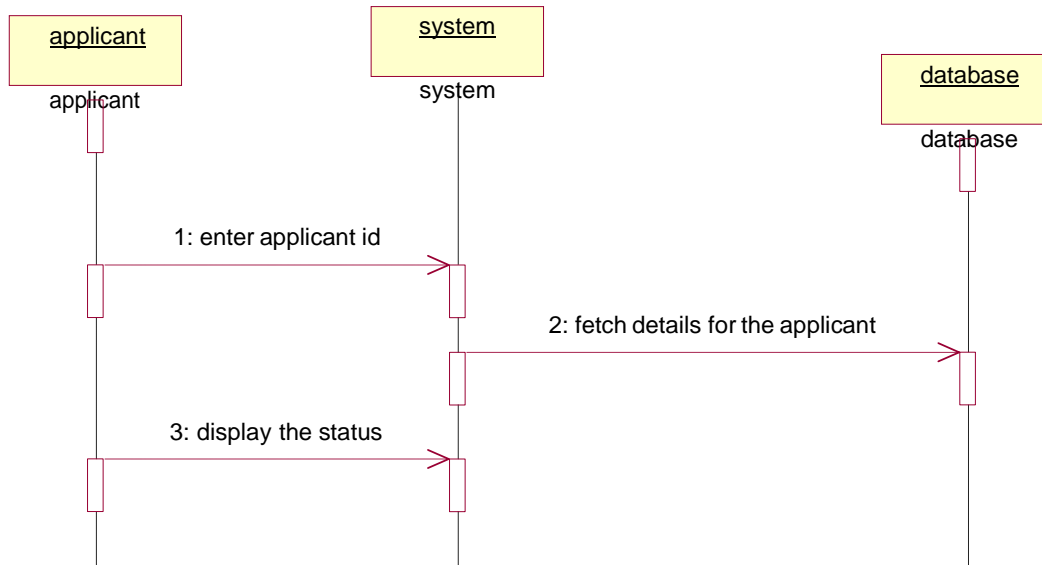 applicant
applicant
system
system
database
database
1: enter applicant id
2: fetch details for the applicant
3: display the status